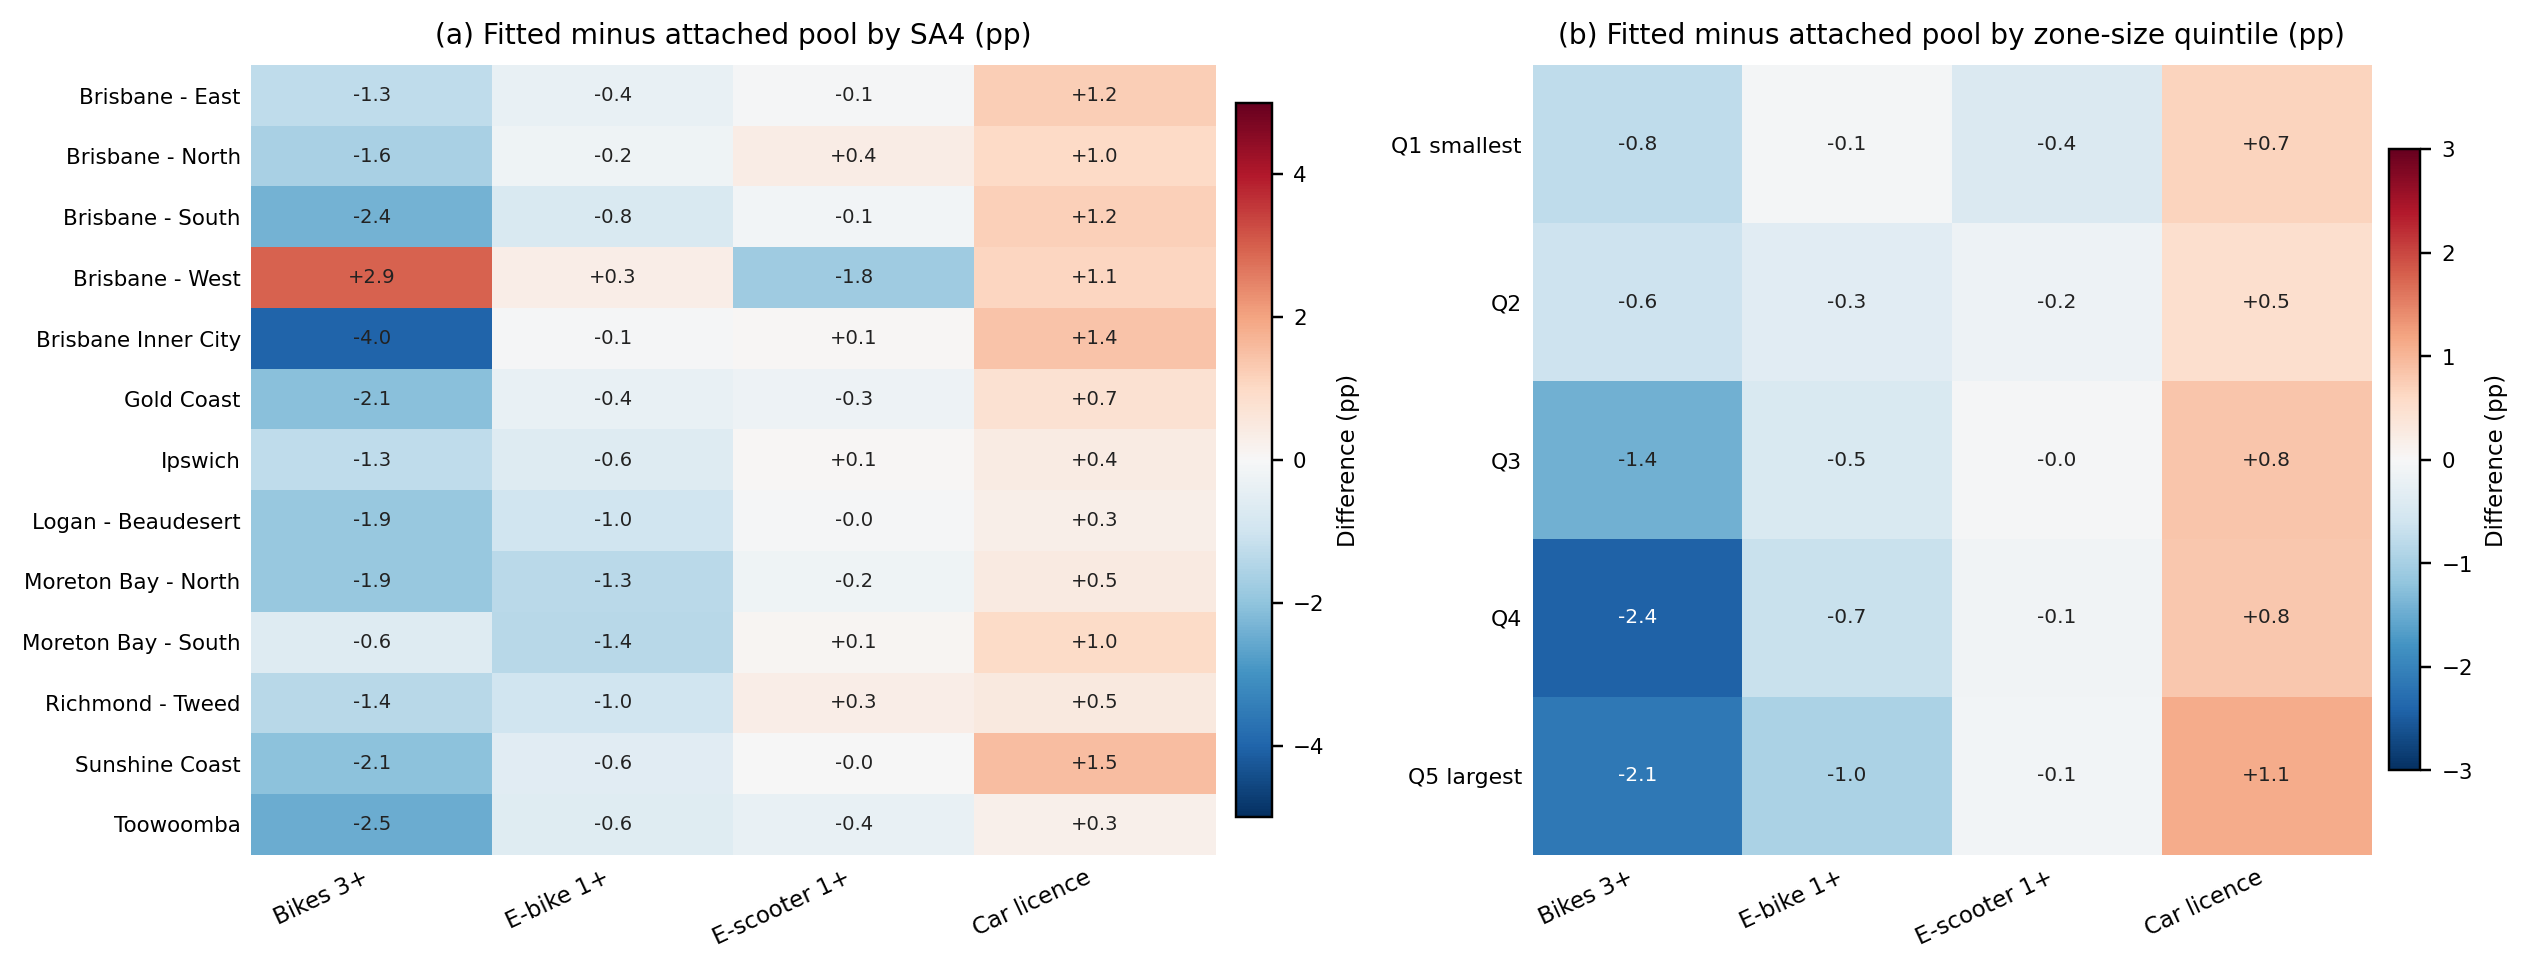 (a) Fitted minus attached pool by SA4 (pp)
Brisbane - East -1.3 -0.4 -0.1 +1.2
Brisbane - North -1.6 -0.2 +0.4 +1.0
Brisbane - South -2.4 -0.8 -0.1 +1.2
Brisbane - West +2.9 +0.3 -1.8 +1.1
Brisbane Inner City -4.0 -0.1 +0.1 +1.4
Gold Coast -2.1 -0.4 -0.3 +0.7
Ipswich -1.3 -0.6 +0.1 +0.4
Logan - Beaudesert -1.9 -1.0 -0.0 +0.3
Moreton Bay - North -1.9 -1.3 -0.2 +0.5
Moreton Bay - South -0.6 -1.4 +0.1 +1.0
Richmond - Tweed -1.4 -1.0 +0.3 +0.5
Sunshine Coast -2.1 -0.6 -0.0 +1.5
Toowoomba -2.5 -0.6 -0.4 +0.3
Bikes 3+ E-bike 1+ E-scooter 1+ Car licence
4
2
0
−2
−4
Difference (pp)
(b) Fitted minus attached pool by zone-size quintile (pp)
Q1 smallest -0.8 -0.1 -0.4 +0.7
Q2 -0.6 -0.3 -0.2 +0.5
Q3 -1.4 -0.5 -0.0 +0.8
Q4 -2.4 -0.7 -0.1 +0.8
Q5 largest -2.1 -1.0 -0.1 +1.1
Bikes 3+ E-bike 1+ E-scooter 1+ Car licence
3
2
1
0
−1
−2
−3
Difference (pp)